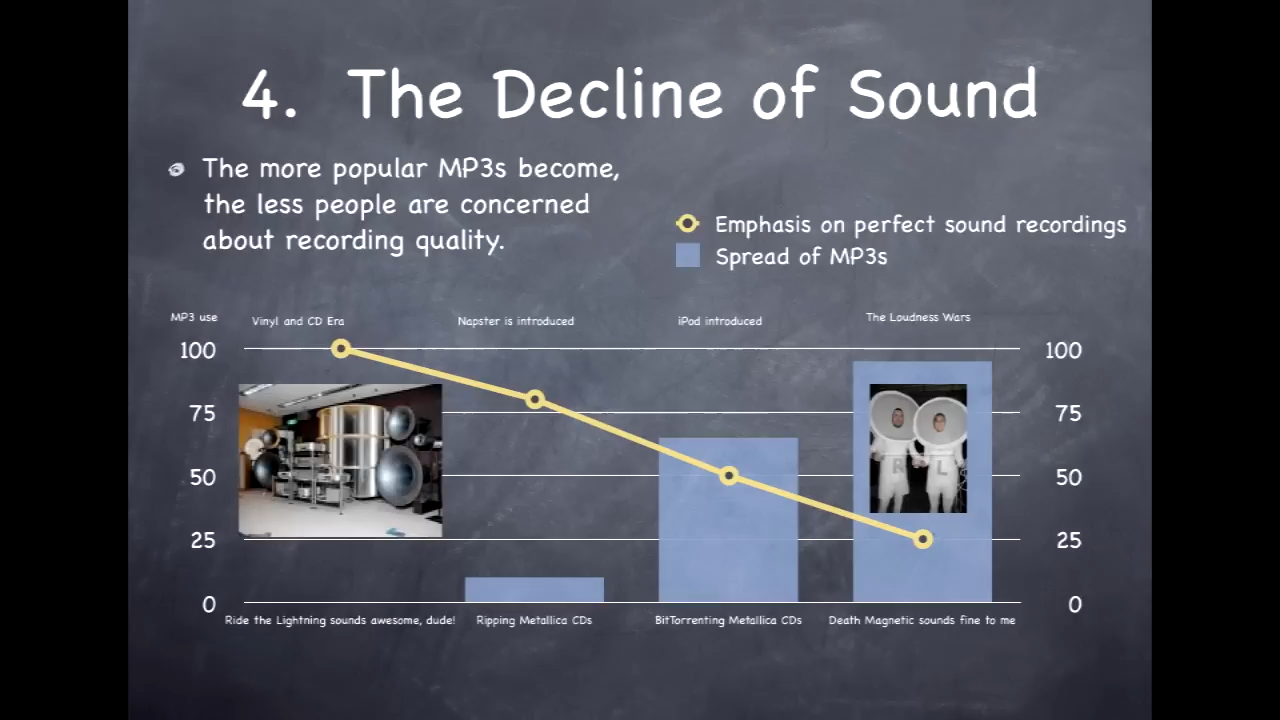 4. The Decline of Sound
The more popular MP3s become,
the less people are concerned
about recording quality.
Emphasis on perfect sound recordings
Spread of MP3s
MP3 use
Vinyl and CD Era
Napster is introduced
iPod introduced
The Loudness Wars
100
75
50
25
0
100
75
50
25
0
R L
Ride the Lightning sounds awesome, dude!
Ripping Metallica CDs
BitTorrenting Metallica CDs
Death Magnetic sounds fine to me